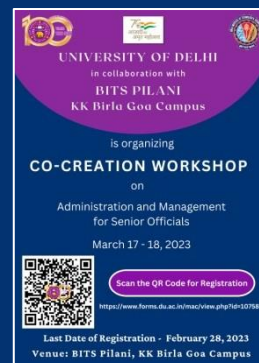 UNIVERSITY OF DELHI
in collaboration with
BITS PILANI
KK Birla Goa Campus
is organizing
CO-CREATION WORKSHOP
on
Administration and Management
for Senior Officials
March 17 - 18, 2023
Scan the QR Code for Registration
https://www.forms.du.ac.in/mac/view.php?id=10758
Last Date of Registration - February 28, 2023
Venue: BITS Pilani, KK Birla Goa Campus